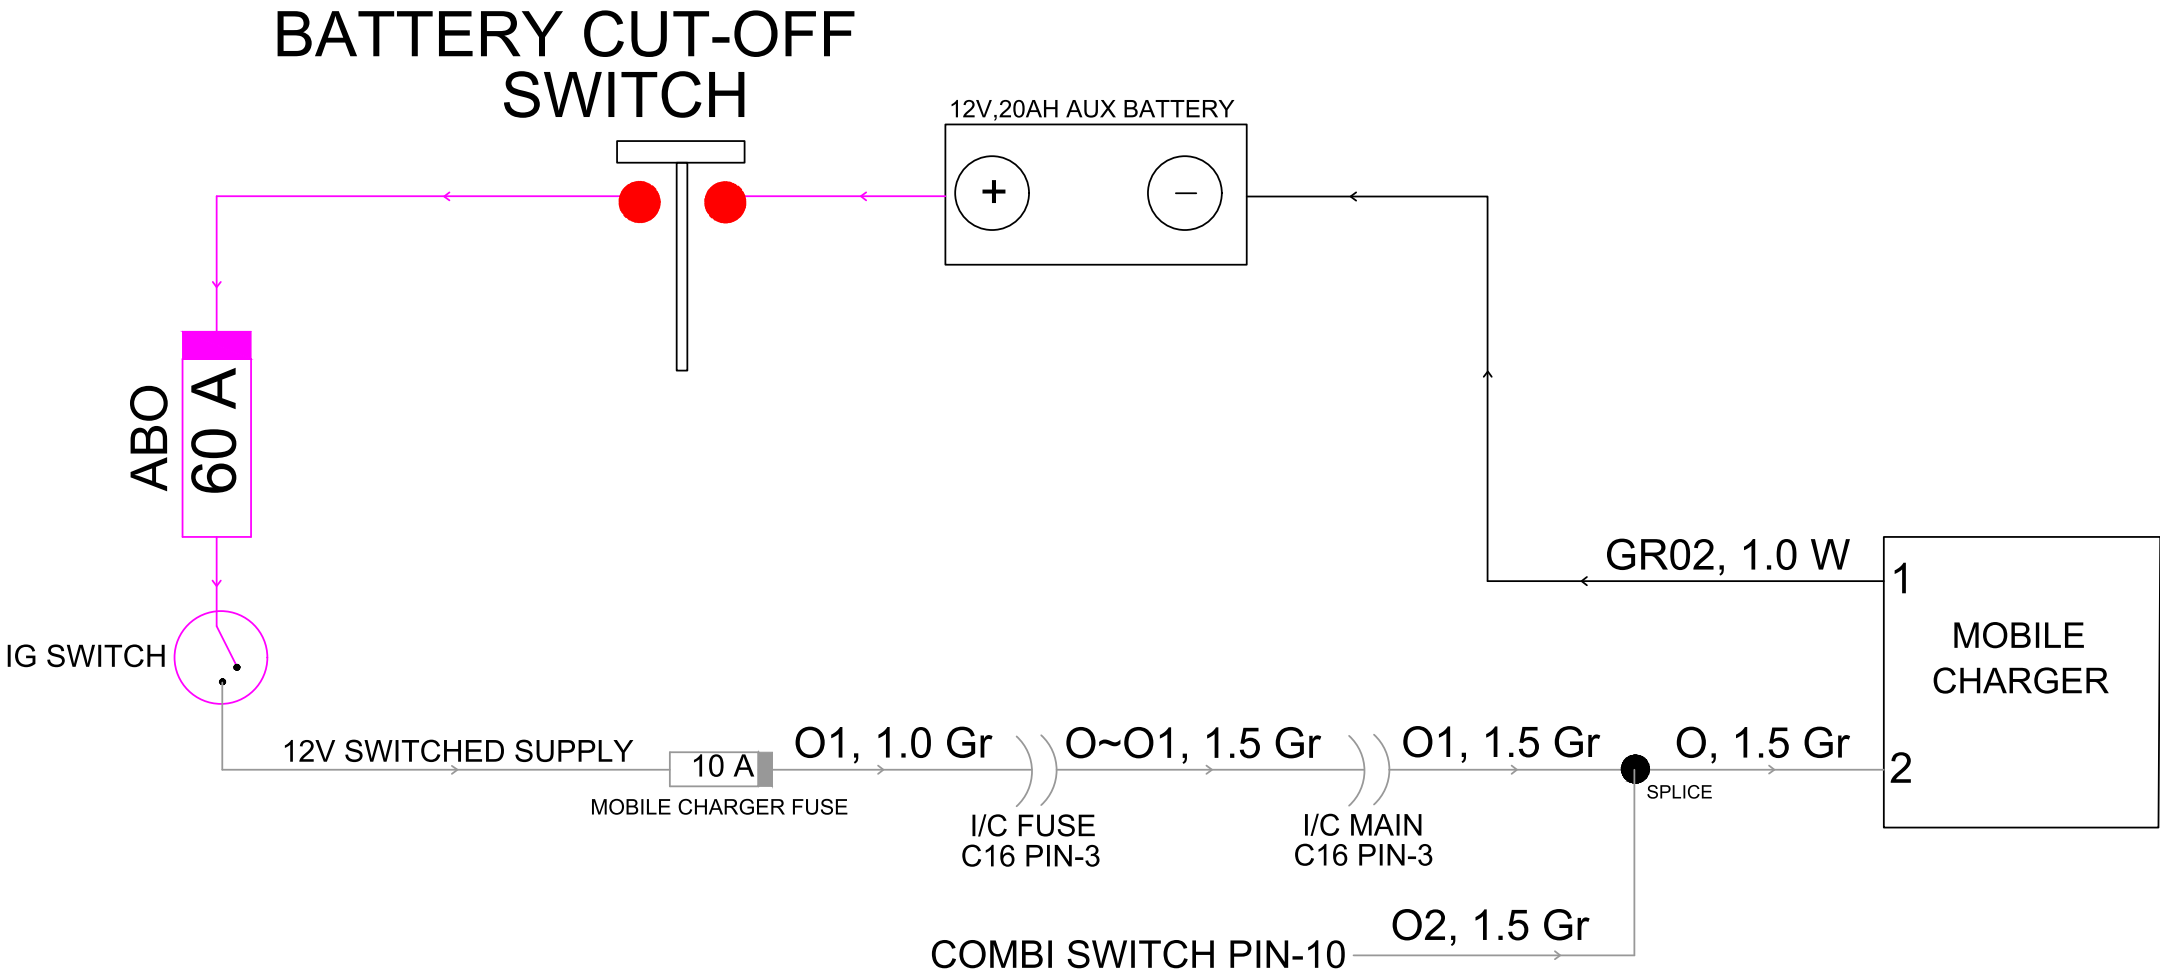 BATTERY CUT-OFF
SWITCH
12V,20AH AUX BATTERY
+
−
ABO
60 A
IG SWITCH
12V SWITCHED SUPPLY
10 A
MOBILE CHARGER FUSE
O1, 1.0 Gr
I/C FUSE
C16 PIN-3
O~O1, 1.5 Gr
I/C MAIN
C16 PIN-3
O1, 1.5 Gr
SPLICE
O, 1.5 Gr
GR02, 1.0 W
1
MOBILE
CHARGER
2
O2, 1.5 Gr
COMBI SWITCH PIN-10